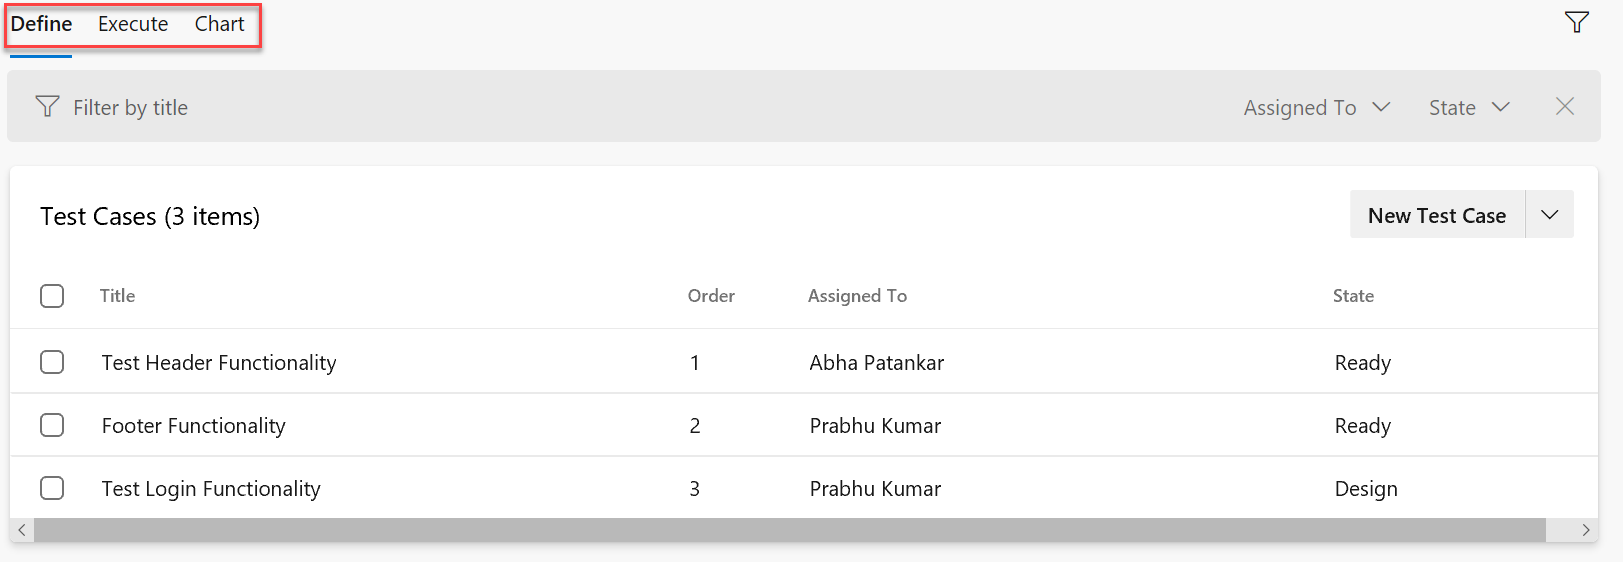 Define Execute Chart
Filter by title Assigned To State
Test Cases (3 items) New Test Case
Title Order Assigned To State
Test Header Functionality 1 Abha Patankar Ready
Footer Functionality 2 Prabhu Kumar Ready
Test Login Functionality 3 Prabhu Kumar Design